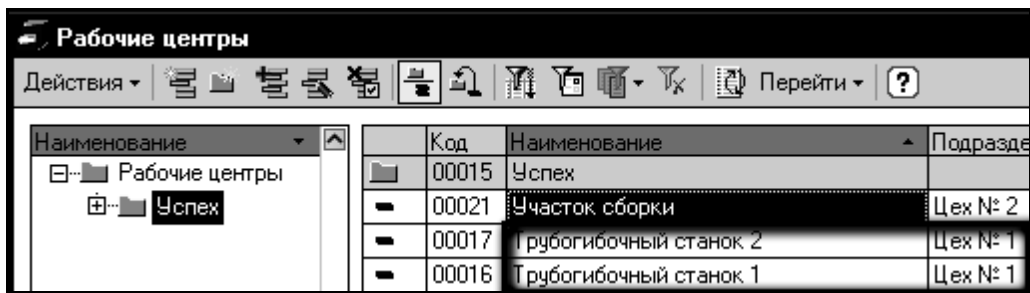 Рабочие центры
Действия Перейти ?
Наименование Код Наименование Подразде
Рабочие центры 00015 Успех
Успех 00021 Участок сборки Цех № 2
00017 Трубогибочный станок 2 Цех № 1
00016 Трубогибочный станок 1 Цех № 1